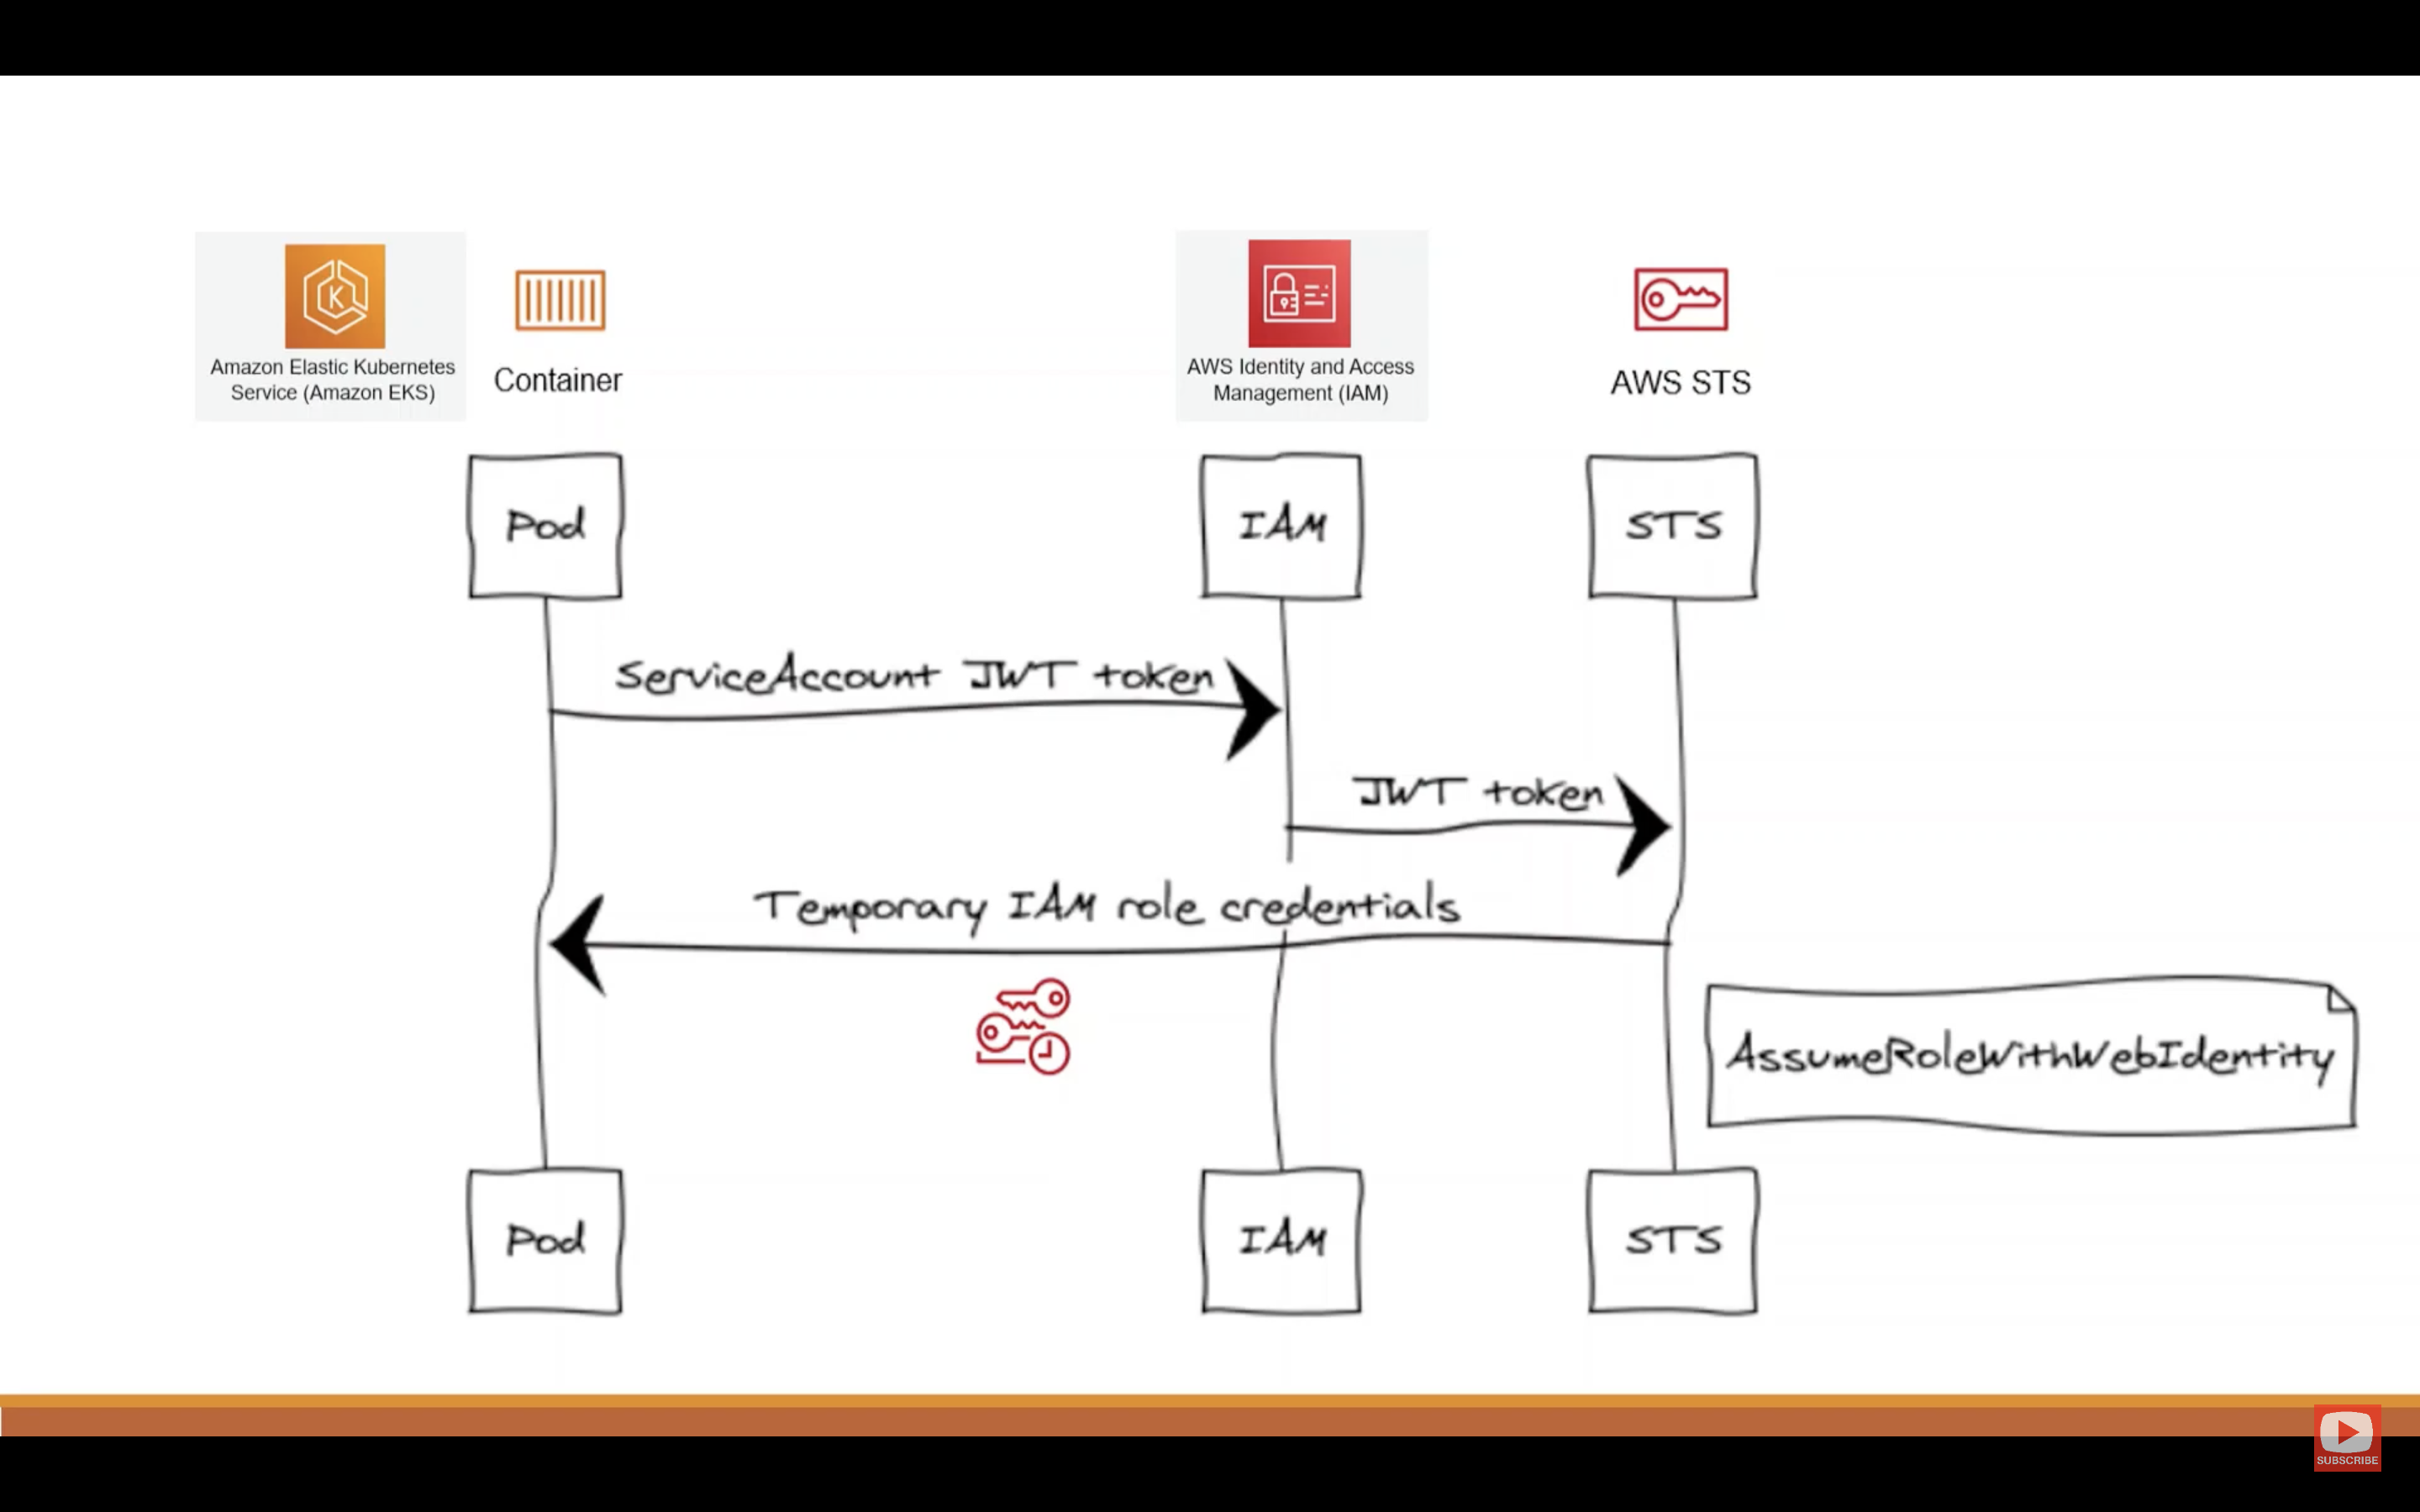 Amazon Elastic Kubernetes
Service (Amazon EKS)
Container
AWS Identity and Access
Management (IAM)
AWS STS
Pod
IAM
STS
ServiceAccount JWT token
JWT token
Temporary IAM role credentials
AssumeRoleWithWebIdentity
Pod
IAM
STS
SUBSCRIBE